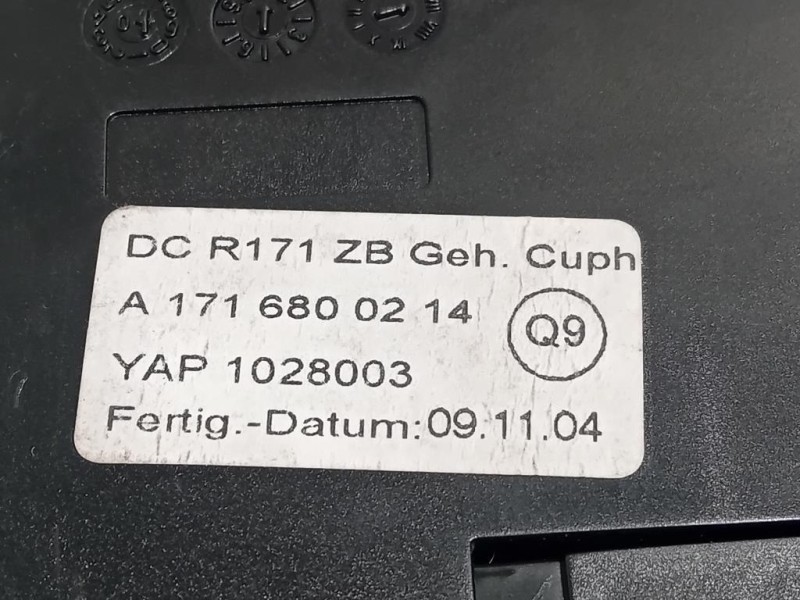 DC R171 ZB Geh. Cuph
A 171 680 02 14
Q9
YAP 1028003
Fertig.-Datum:09.11.04